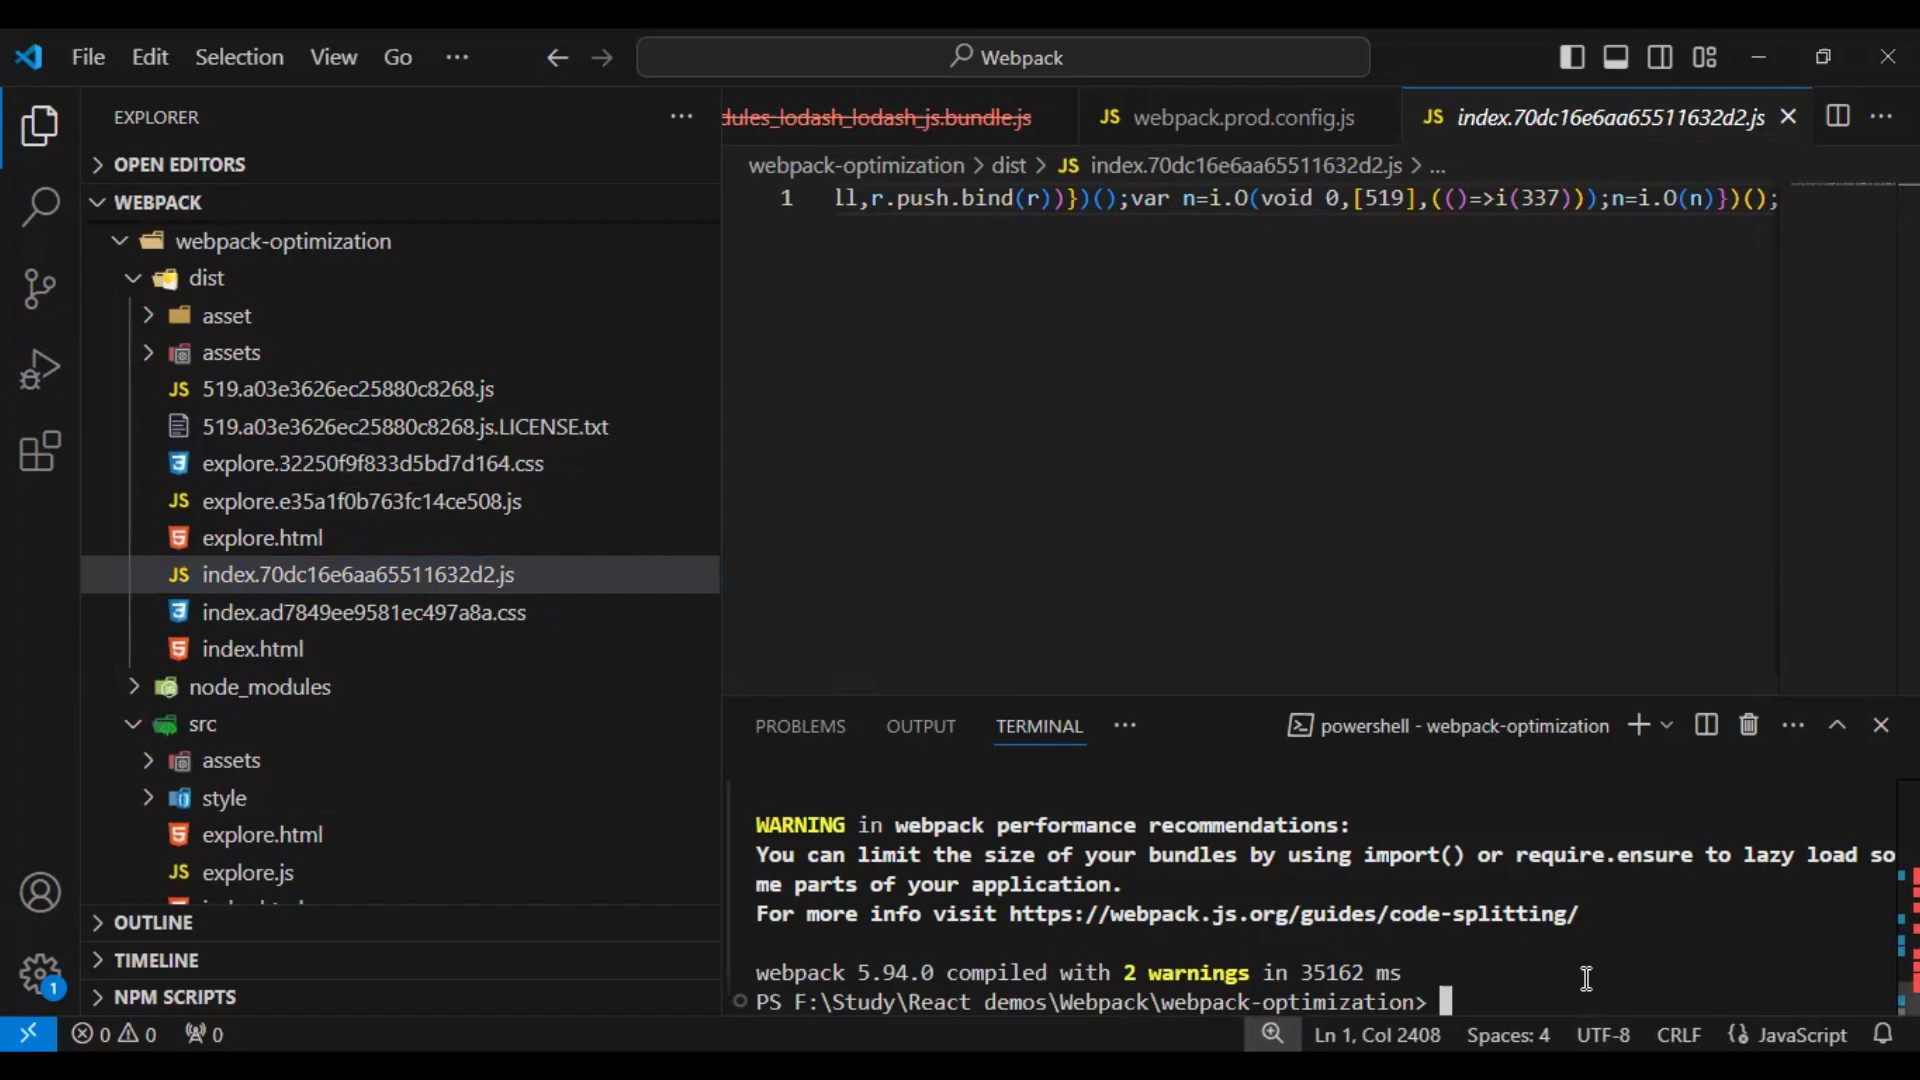 File Edit Selection View Go ··· Webpack
EXPLORER ···
OPEN EDITORS
WEBPACK
webpack-optimization
dist
asset
assets
JS 519.a03e3626ec25880c8268.js
519.a03e3626ec25880c8268.js.LICENSE.txt
explore.32250f9f833d5bd7d164.css
JS explore.e35a1f0b763fc14ce508.js
explore.html
JS index.70dc16e6aa65511632d2.js
index.ad7849ee9581ec497a8a.css
index.html
node_modules
src
assets
style
explore.html
JS explore.js
OUTLINE
TIMELINE
NPM SCRIPTS
dules_lodash_lodash_js.bundle.js JS webpack.prod.config.js JS index.70dc16e6aa65511632d2.js ···
webpack-optimization > dist > JS index.70dc16e6aa65511632d2.js > ...
1 ll,r.push.bind(r))})();var n=i.O(void 0,[519],(()=>i(337)));n=i.O(n)})();
PROBLEMS OUTPUT TERMINAL ··· powershell - webpack-optimization ···
WARNING in webpack performance recommendations:
You can limit the size of your bundles by using import() or require.ensure to lazy load so
me parts of your application.
For more info visit https://webpack.js.org/guides/code-splitting/
webpack 5.94.0 compiled with 2 warnings in 35162 ms
PS F:\Study\React demos\Webpack\webpack-optimization>
1
0 0 0 Ln 1, Col 2408 Spaces: 4 UTF-8 CRLF JavaScript